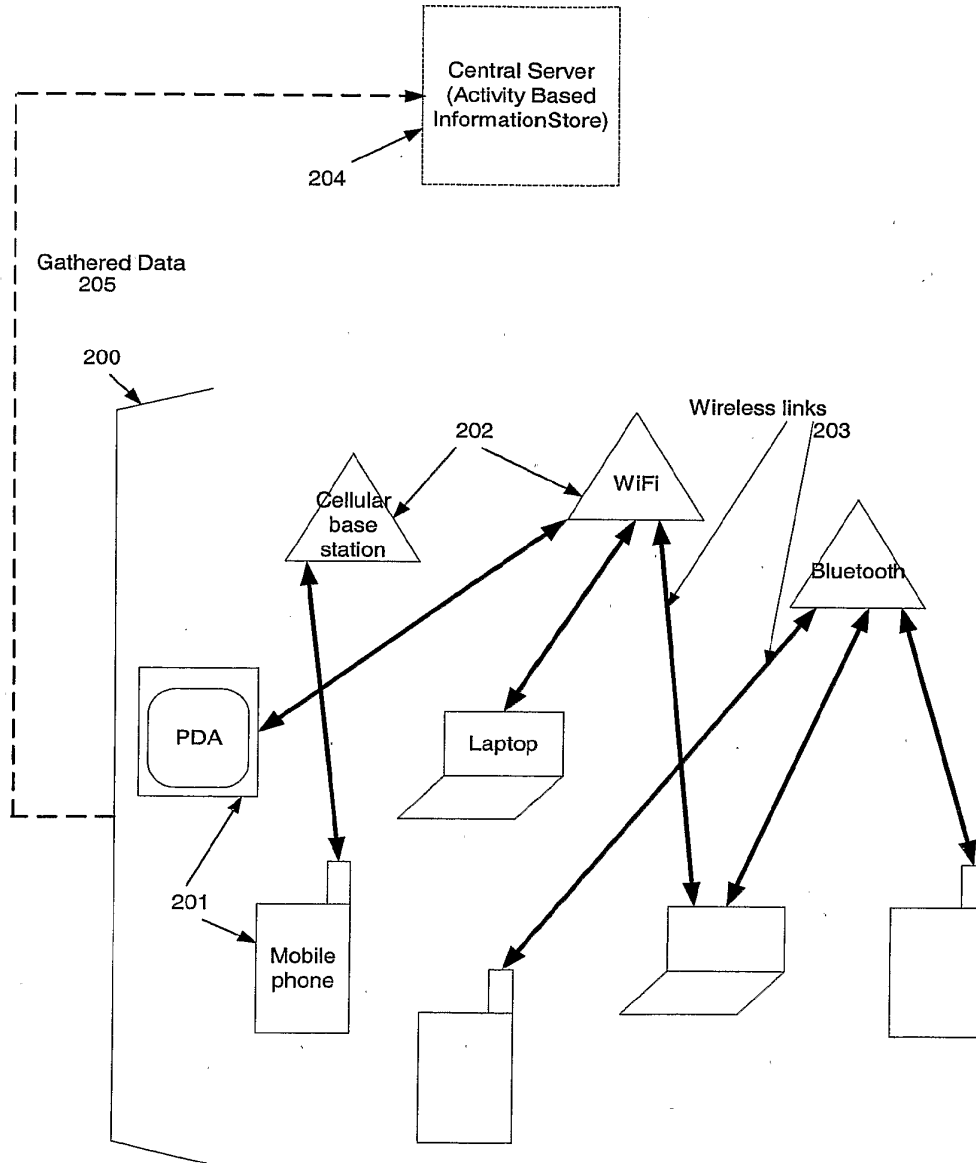 Central Server
(Activity Based
InformationStore)
204
Gathered Data
205
200
Wireless links
203
202
WiFi
Cellular
base
station
Bluetooth
PDA
Laptop
201
Mobile
phone